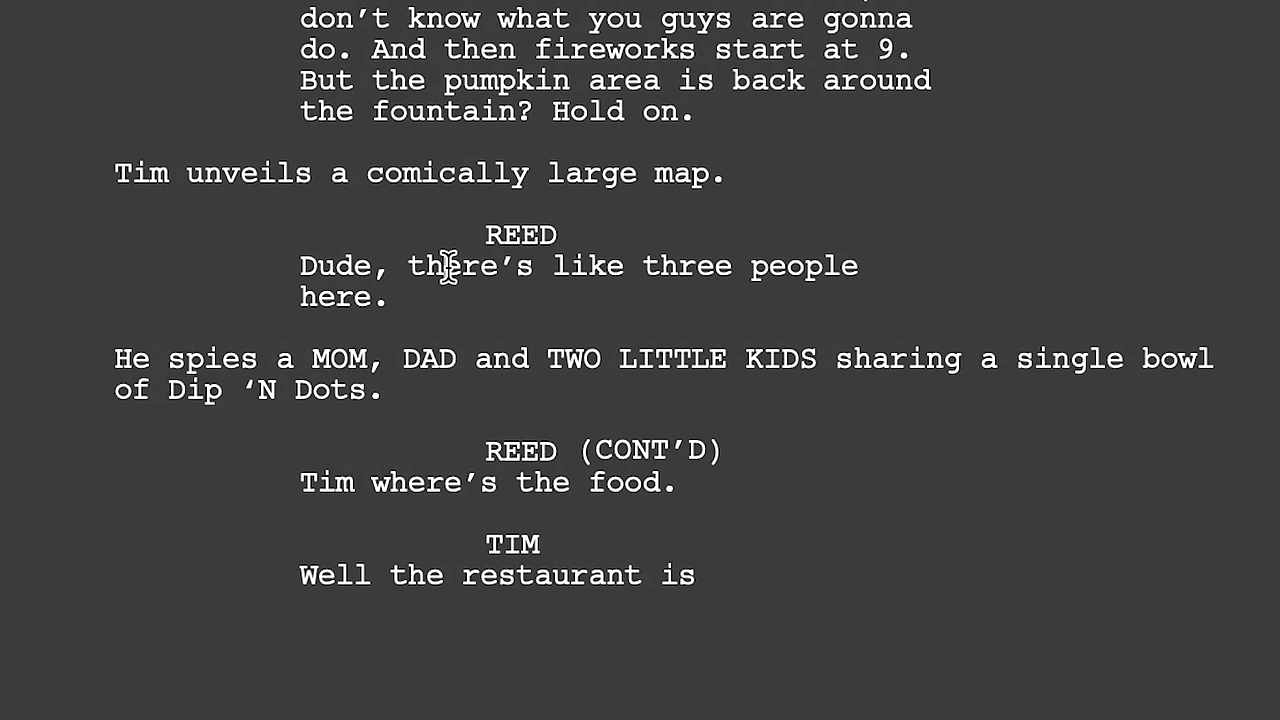 don’t know what you guys are gonna
do. And then fireworks start at 9.
But the pumpkin area is back around
the fountain? Hold on.
Tim unveils a comically large map.
REED
Dude, there’s like three people
here.
He spies a MOM, DAD and TWO LITTLE KIDS sharing a single bowl
of Dip ‘N Dots.
REED (CONT’D)
Tim where’s the food.
TIM
Well the restaurant is